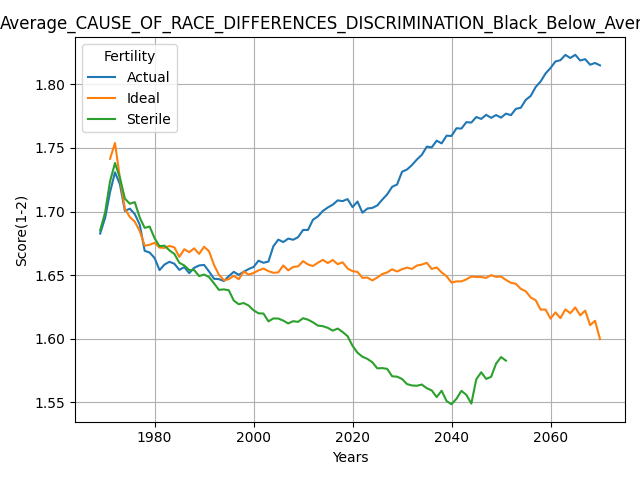 Average_CAUSE_OF_RACE_DIFFERENCES_DISCRIMINATION_Black_Below_Aver
Fertility
Actual
Ideal
Sterile
Score(1-2)
1.80
1.75
1.70
1.65
1.60
1.55
1980 2000 2020 2040 2060
Years